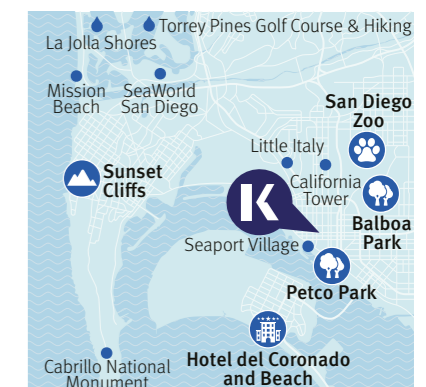 Torrey Pines Golf Course & Hiking
La Jolla Shores
Mission
Beach
SeaWorld
San Diego
San Diego
Zoo
Little Italy
Sunset
Cliffs
California
Tower
K
Balboa
Park
Seaport Village
Petco Park
Hotel del Coronado
and Beach
Cabrillo National
Monument